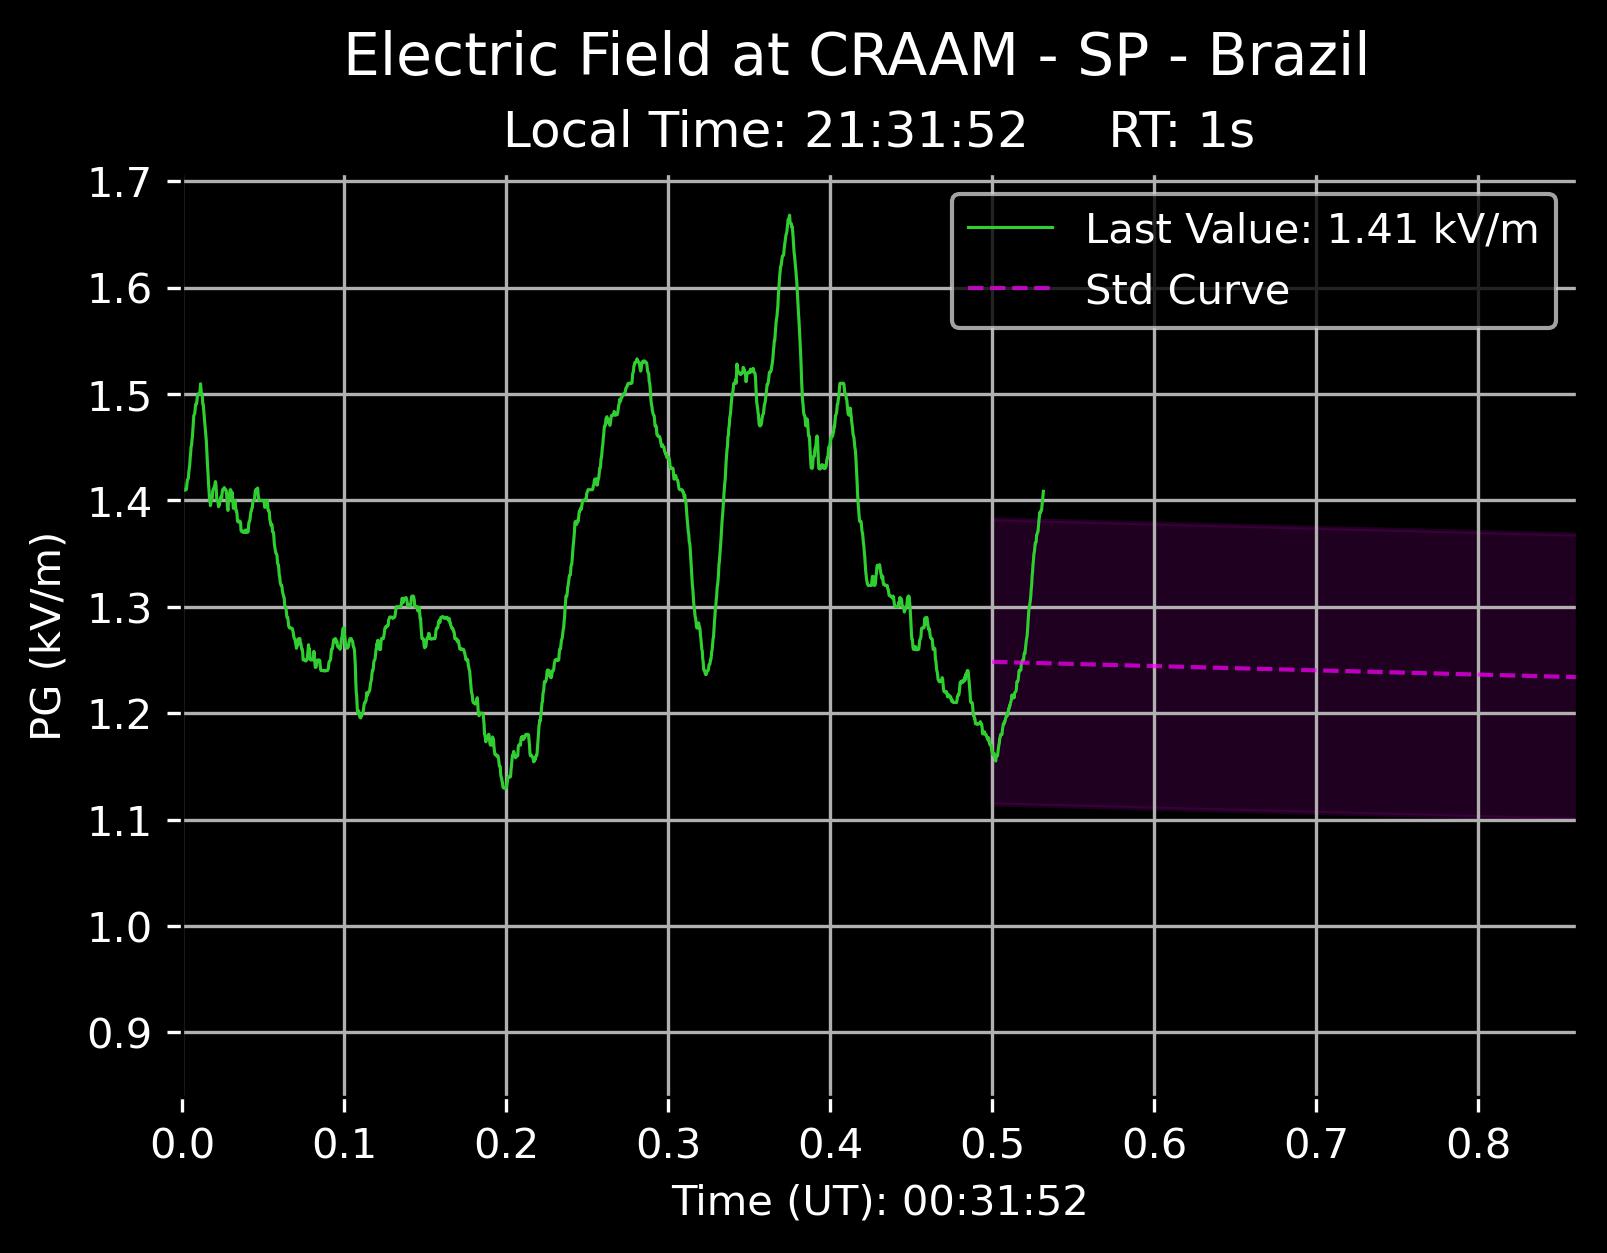 Electric Field at CRAAM - SP - Brazil
Local Time: 21:31:52 RT: 1s
Last Value: 1.41 kV/m
Std Curve
PG (kV/m)
1.7
1.6
1.5
1.4
1.3
1.2
1.1
1.0
0.9
0.0 0.1 0.2 0.3 0.4 0.5 0.6 0.7 0.8
Time (UT): 00:31:52